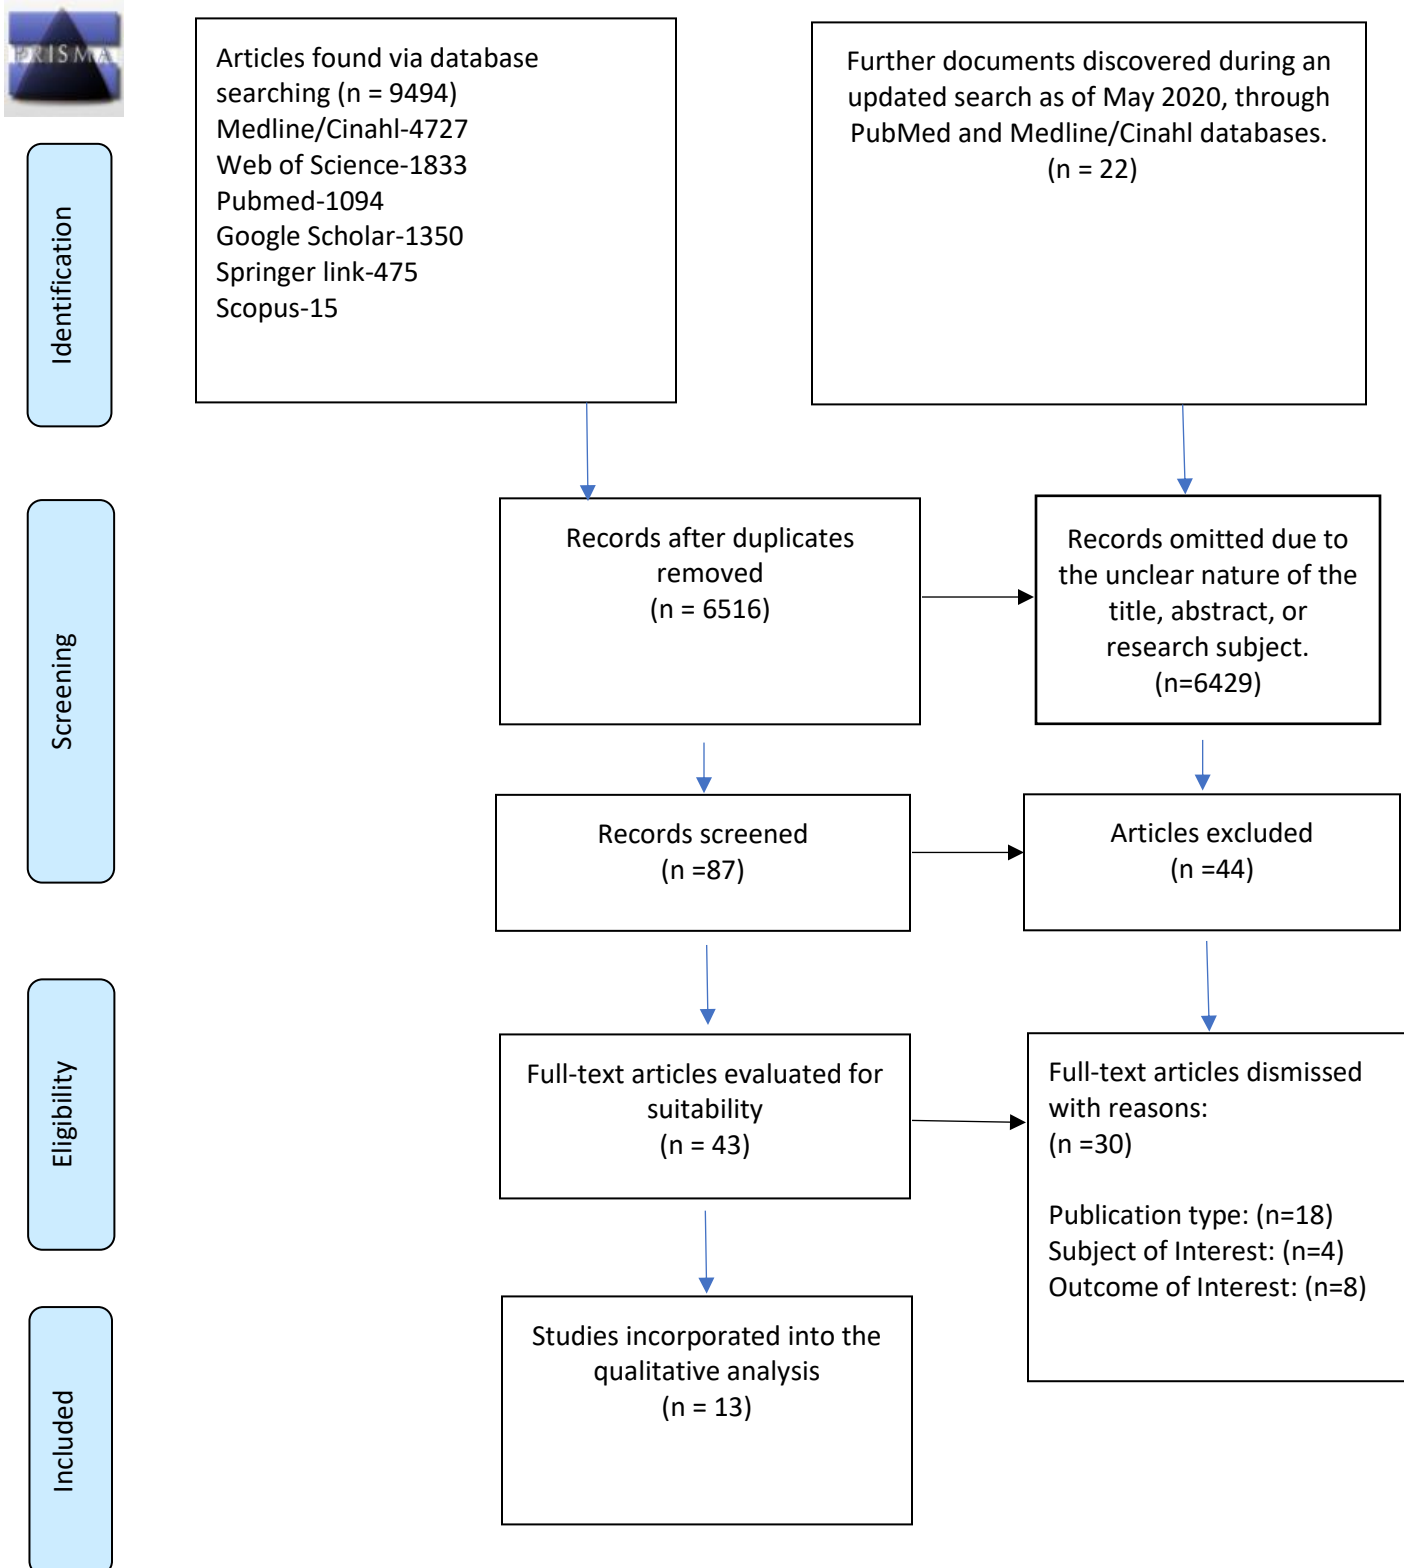 PRISMA
Articles found via database
searching (n = 9494)
Medline/Cinahl-4727
Web of Science-1833
Pubmed-1094
Google Scholar-1350
Springer link-475
Scopus-15
Further documents discovered during an
updated search as of May 2020, through
PubMed and Medline/Cinahl databases.
(n = 22)
Identification
Records after duplicates
removed
(n = 6516)
Records omitted due to
the unclear nature of the
title, abstract, or
research subject.
(n=6429)
Screening
Records screened
(n =87)
Articles excluded
(n =44)
Full-text articles evaluated for
suitability
(n = 43)
Full-text articles dismissed
with reasons:
(n =30)
Publication type: (n=18)
Subject of Interest: (n=4)
Outcome of Interest: (n=8)
Eligibility
Studies incorporated into the
qualitative analysis
(n = 13)
Included